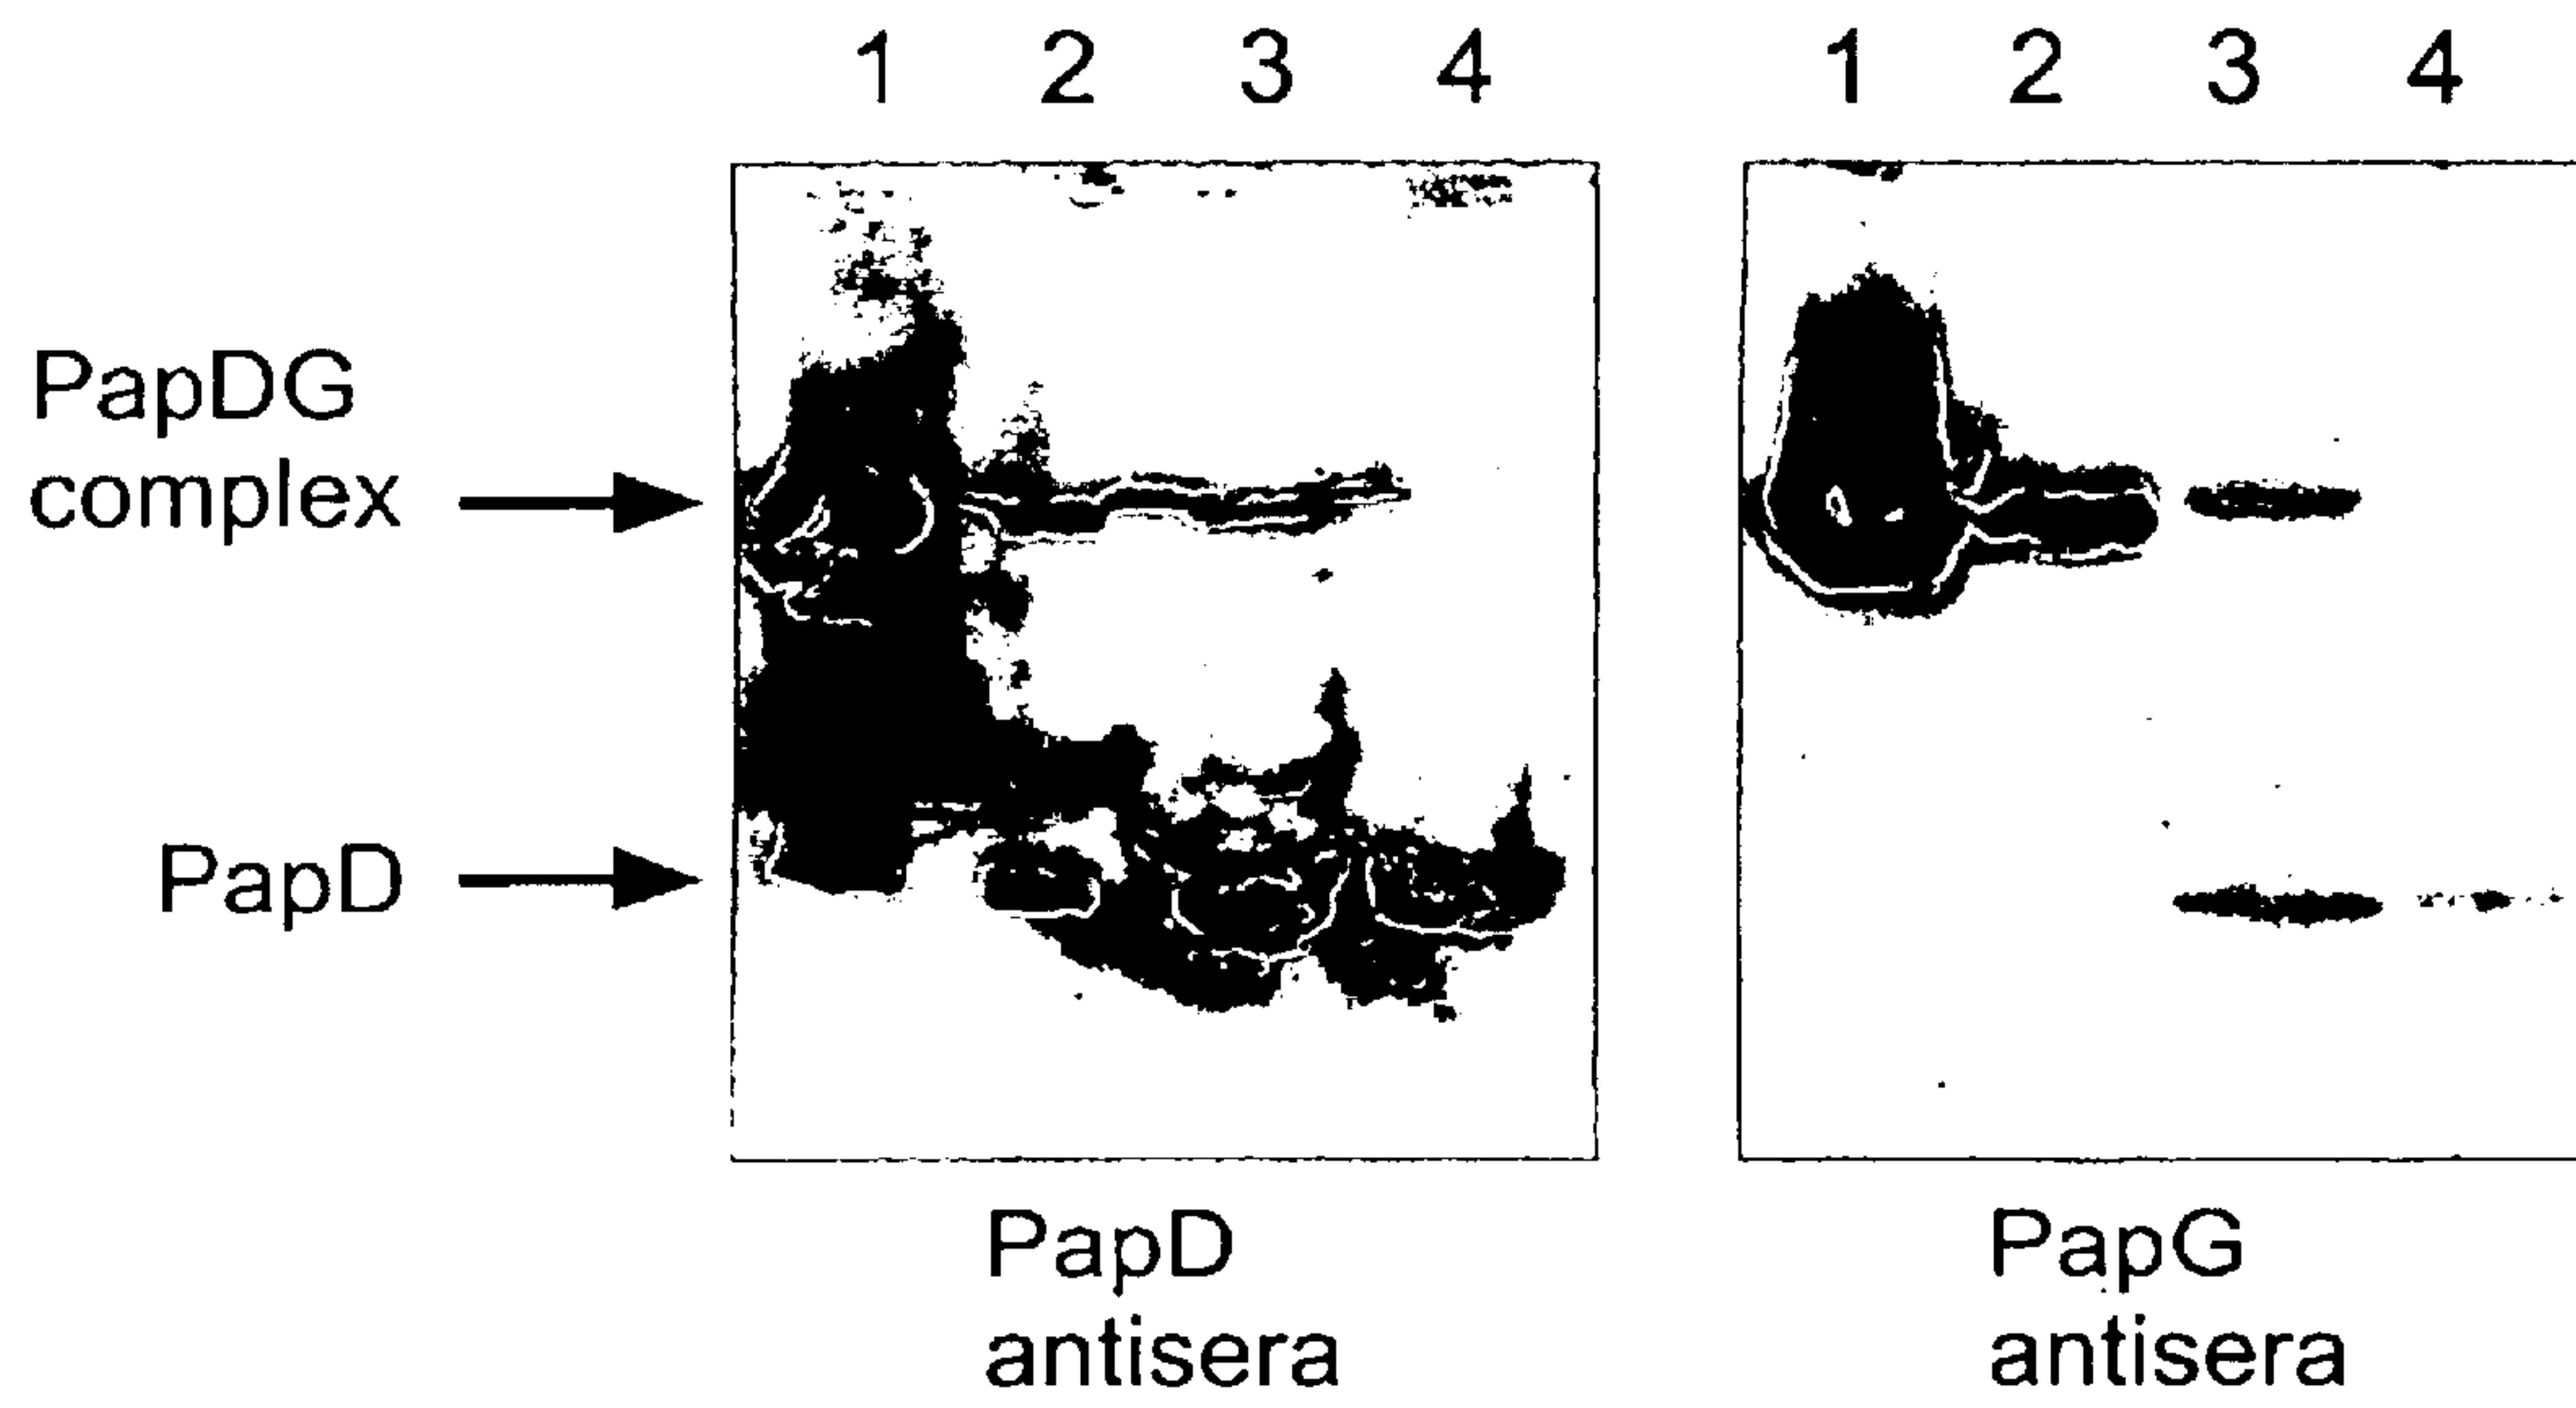 1 2 3 4 1 2 3 4
PapDG
complex
PapD
PapD
antisera
PapG
antisera